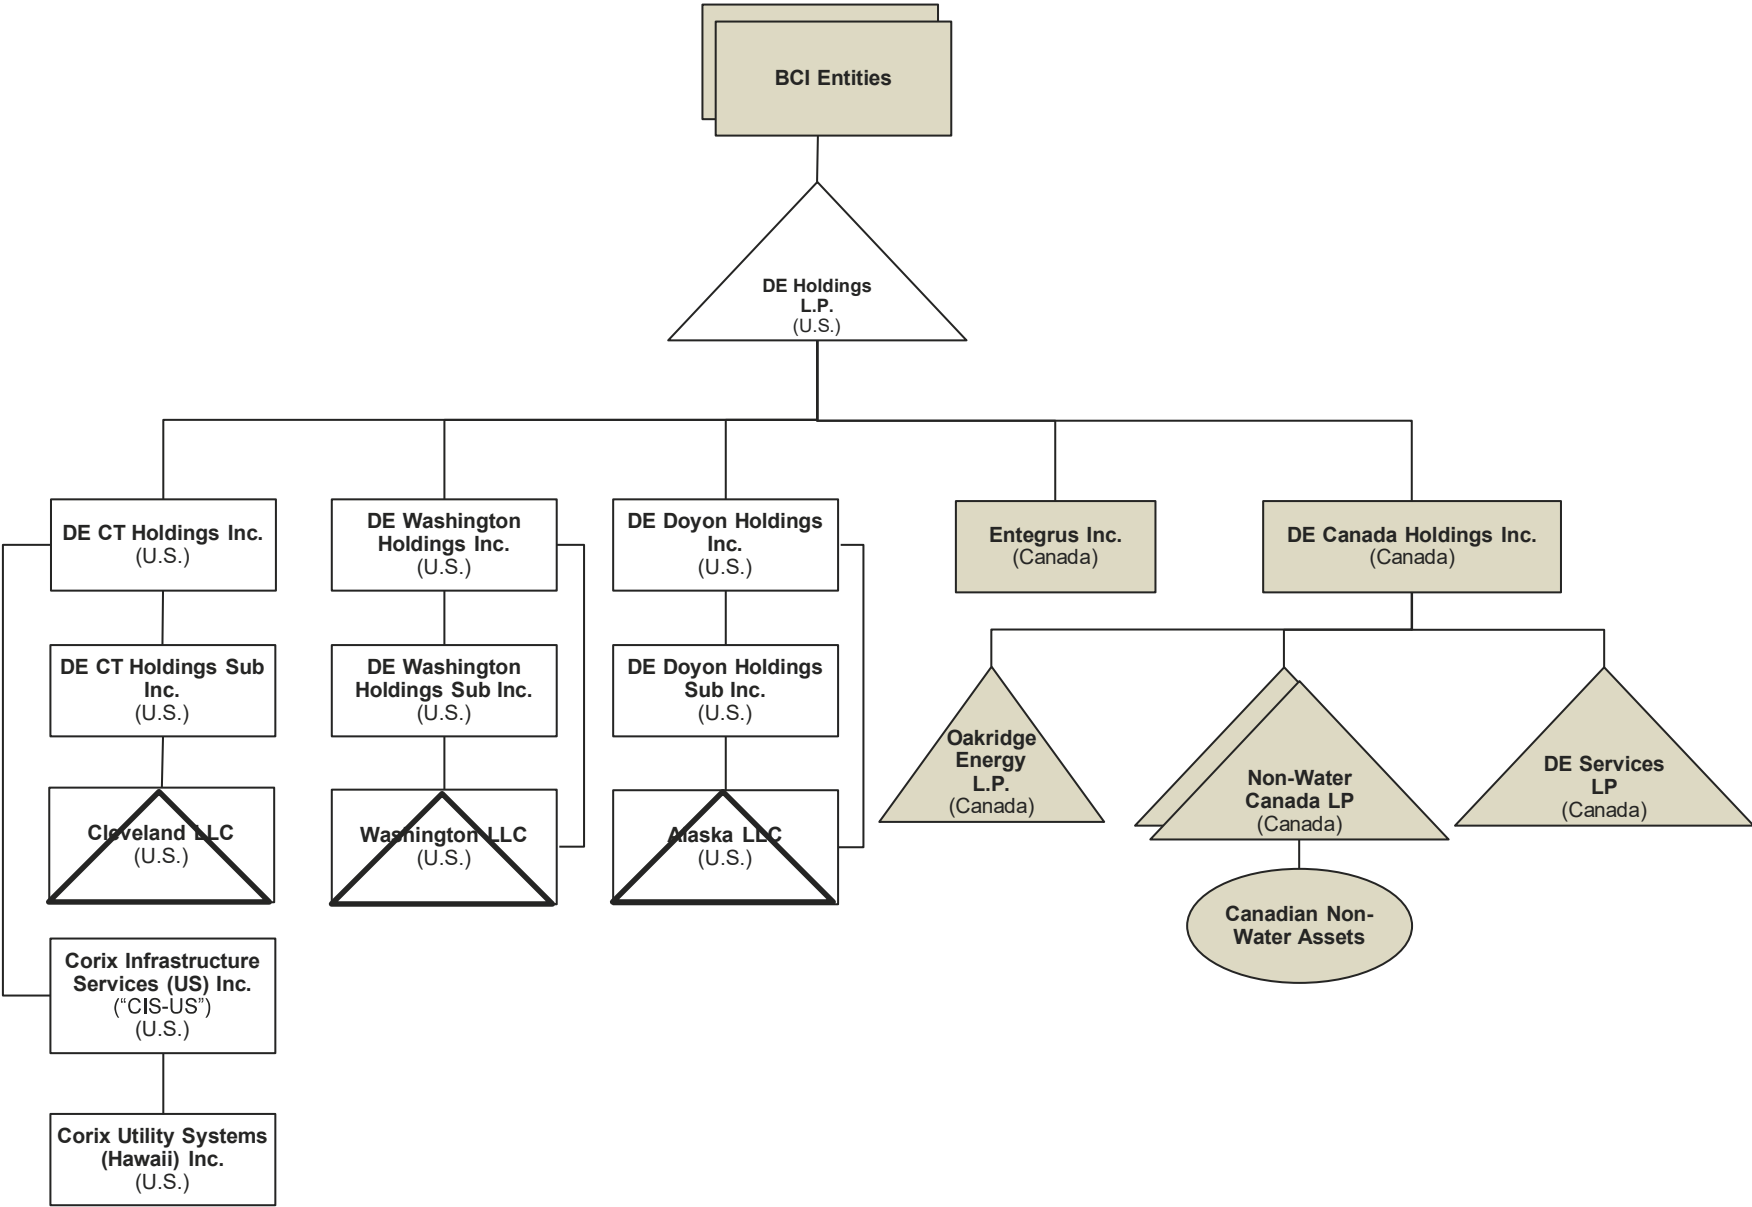 BCI Entities
DE Holdings
L.P.
(U.S.)
DE CT Holdings Inc.
(U.S.)
DE Washington
Holdings Inc.
(U.S.)
DE Doyon Holdings
Inc.
(U.S.)
Entegrus Inc.
(Canada)
DE Canada Holdings Inc.
(Canada)
DE CT Holdings Sub
Inc.
(U.S.)
DE Washington
Holdings Sub Inc.
(U.S.)
DE Doyon Holdings
Sub Inc.
(U.S.)
Oakridge
Energy
L.P.
(Canada)
Non-Water
Canada LP
(Canada)
DE Services
LP
(Canada)
Cleveland LLC
(U.S.)
Washington LLC
(U.S.)
Alaska LLC
(U.S.)
Canadian Non-
Water Assets
Corix Infrastructure
Services (US) Inc.
(“CIS-US”)
(U.S.)
Corix Utility Systems
(Hawaii) Inc.
(U.S.)